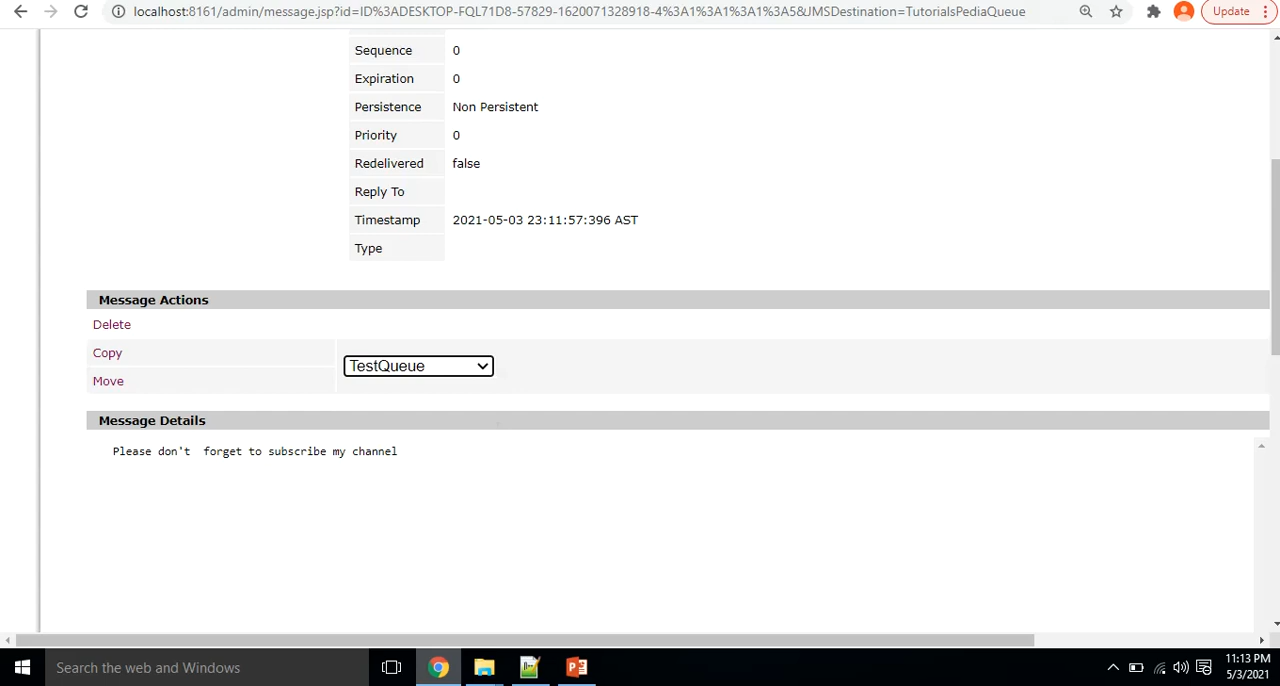 localhost:8161/admin/message.jsp?id=ID%3ADESKTOP-FQL71D8-57829-1620071328918-4%3A1%3A1%3A1%3A5&JMSDestination=TutorialsPediaQueue
Update
Sequence 0
Expiration 0
Persistence Non Persistent
Priority 0
Redelivered false
Reply To
Timestamp 2021-05-03 23:11:57:396 AST
Type
Message Actions
Delete
Copy
TestQueue
Move
Message Details
Please don't  forget to subscribe my channel
Search the web and Windows
11:13 PM
5/3/2021